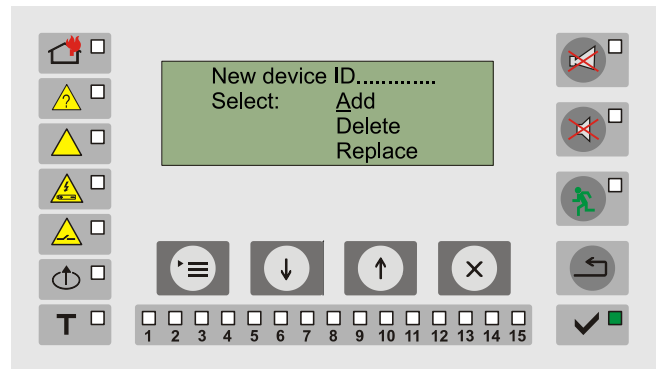 New device ID.............
Select: Add
Delete
Replace
?
T
1 2 3 4 5 6 7 8 9 10 11 12 13 14 15